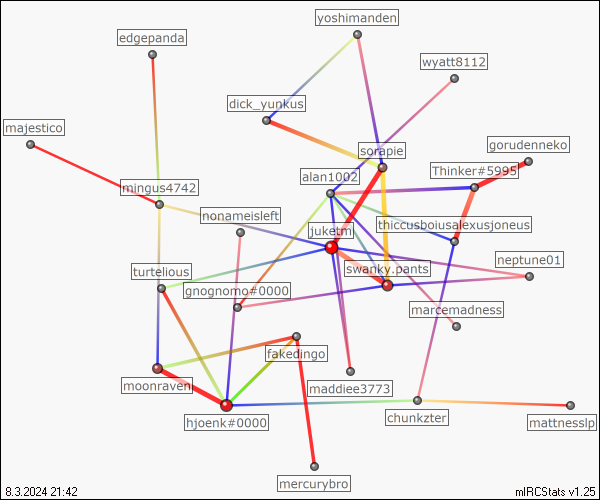 yoshimanden
edgepanda
wyatt8112
dick_yunkus
majestico
sorapie
gorudenneko
alan1002
Thinker#5995
mingus4742
nonameisleft
juketm
thiccusboiusalexusjoneus
turtelious
swanky.pants
neptune01
gnognomo#0000
marcemadness
fakedingo
moonraven
maddiee3773
hjoenk#0000
chunkzter
mattnesslp
mercurybro
8.3.2024 21:42
mIRCStats v1.25